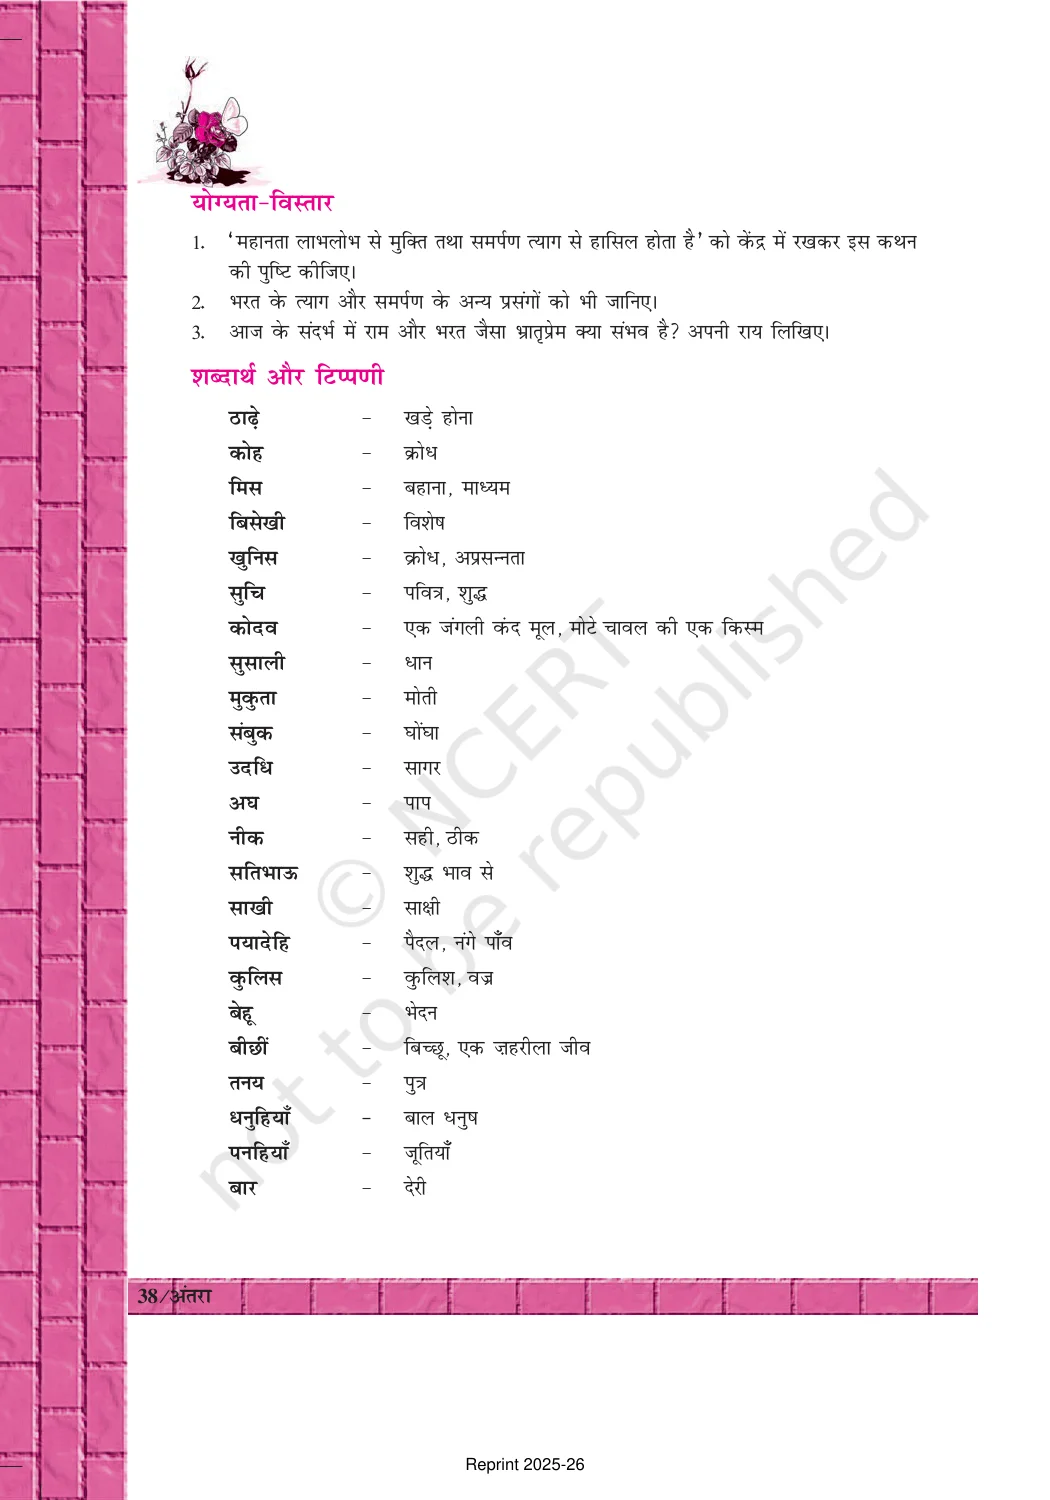 योग्यता-विस्तार
1. ‘महानता लाभलोभ से मुक्ति तथा समर्पण त्याग से हासिल होता है’ को केंद्र में रखकर इस कथन
की पुष्टि कीजिए।
2. भरत के त्याग और समर्पण के अन्य प्रसंगों को भी जानिए।
3. आज के संदर्भ में राम और भरत जैसा भ्रातृप्रेम क्या संभव है? अपनी राय लिखिए।
शब्दार्थ और टिप्पणी
ठाढ़े – खड़े होना
कोह – क्रोध
मिस – बहाना, माध्यम
बिसेखी – विशेष
खुनिस – क्रोध, अप्रसन्नता
सुचि – पवित्र, शुद्ध
कोदव – एक जंगली कंद मूल, मोटे चावल की एक किस्म
सुसाली – धान
मुकुता – मोती
संबुक – घोंघा
उदधि – सागर
अघ – पाप
नीक – सही, ठीक
सतिभाऊ – शुद्ध भाव से
साखी – साक्षी
पयादेहि – पैदल, नंगे पाँव
कुलिस – कुलिश, वज्र
बेहू – भेदन
बीछीं – बिच्छू, एक ज़हरीला जीव
तनय – पुत्र
धनुहियाँ – बाल धनुष
पनहियाँ – जूतियाँ
बार – देरी
© NCERT
not to be republished
38/अंतरा
Reprint 2025-26